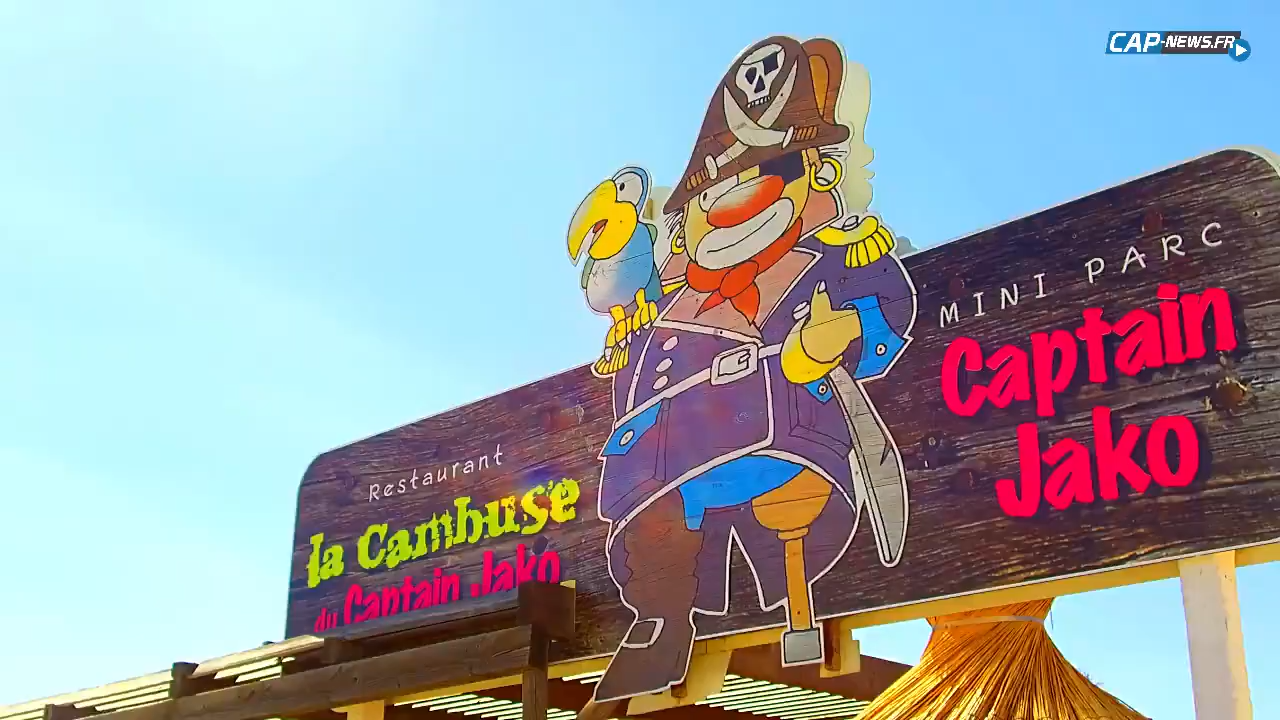 CAP-NEWS.FR
Restaurant
la Cambuse
du Captain Jako
MINI PARC
Captain
Jako